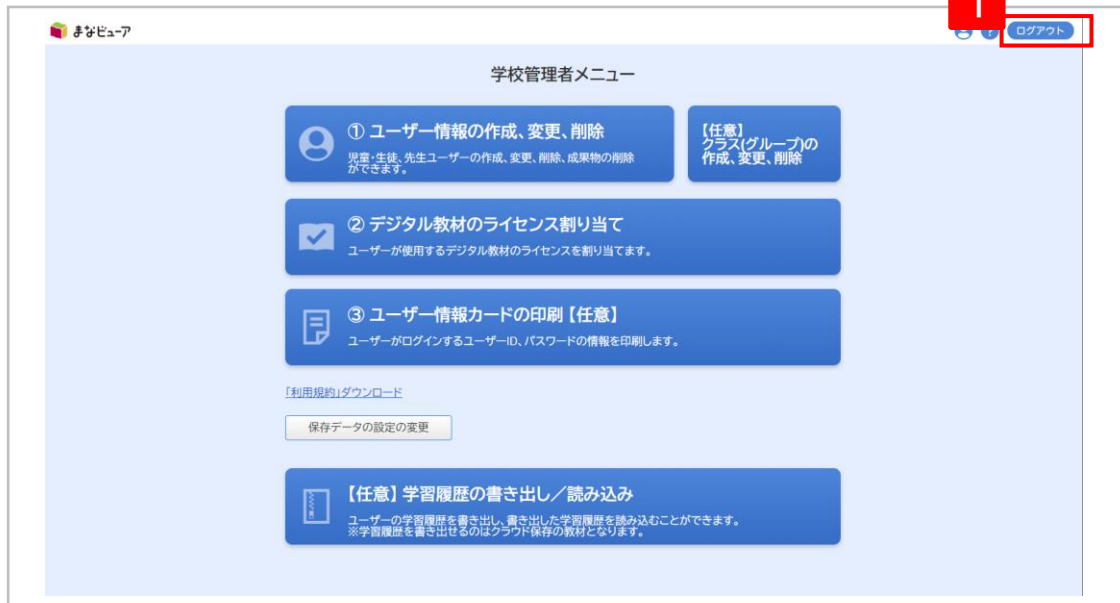 1
まなビューア
?
ログアウト
学校管理者メニュー
① ユーザー情報の作成、変更、削除
児童・生徒、先生ユーザーの作成、変更、削除、成果物の削除
ができます。
【任意】
クラス(グループ)の
作成、変更、削除
② デジタル教材のライセンス割り当て
ユーザーが使用するデジタル教材のライセンスを割り当てます。
③ ユーザー情報カードの印刷【任意】
ユーザーがログインするユーザーID、パスワードの情報を印刷します。
「利用規約」ダウンロード
保存データの設定の変更
【任意】学習履歴の書き出し／読み込み
ユーザーの学習履歴を書き出し、書き出した学習履歴を読み込むことができます。
※学習履歴を書き出せるのはクラウド保存の教材となります。